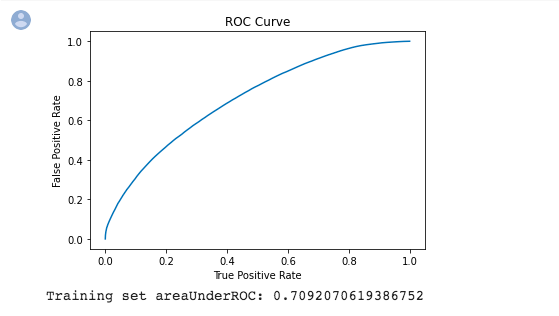 ROC Curve
1.0
0.8
0.6
0.4
0.2
0.0
False Positive Rate
0.0 0.2 0.4 0.6 0.8 1.0
True Positive Rate
Training set areaUnderROC: 0.7092070619386752